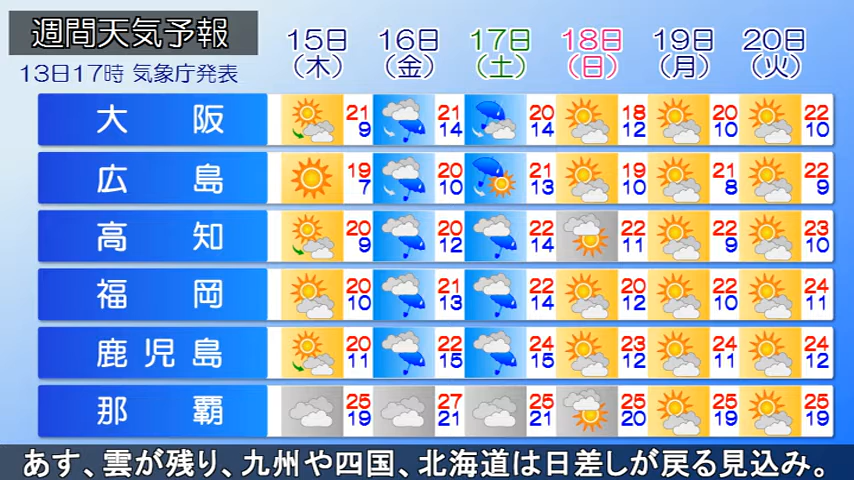 週間天気予報
13日17時 気象庁発表
15日 16日 17日 18日 19日 20日
(木) (金) (土) (日) (月) (火)
大阪 21 9 21 14 20 14 18 12 20 10 22 10
広島 19 7 20 10 21 13 19 10 21 8 22 9
高知 20 9 20 12 22 14 22 11 22 9 23 10
福岡 20 10 21 13 22 14 20 12 22 10 24 11
鹿児島 20 11 22 15 24 15 23 12 24 11 24 12
那覇 25 19 27 21 25 21 25 20 25 19 25 19
あす、雲が残り、九州や四国、北海道は日差しが戻る見込み。